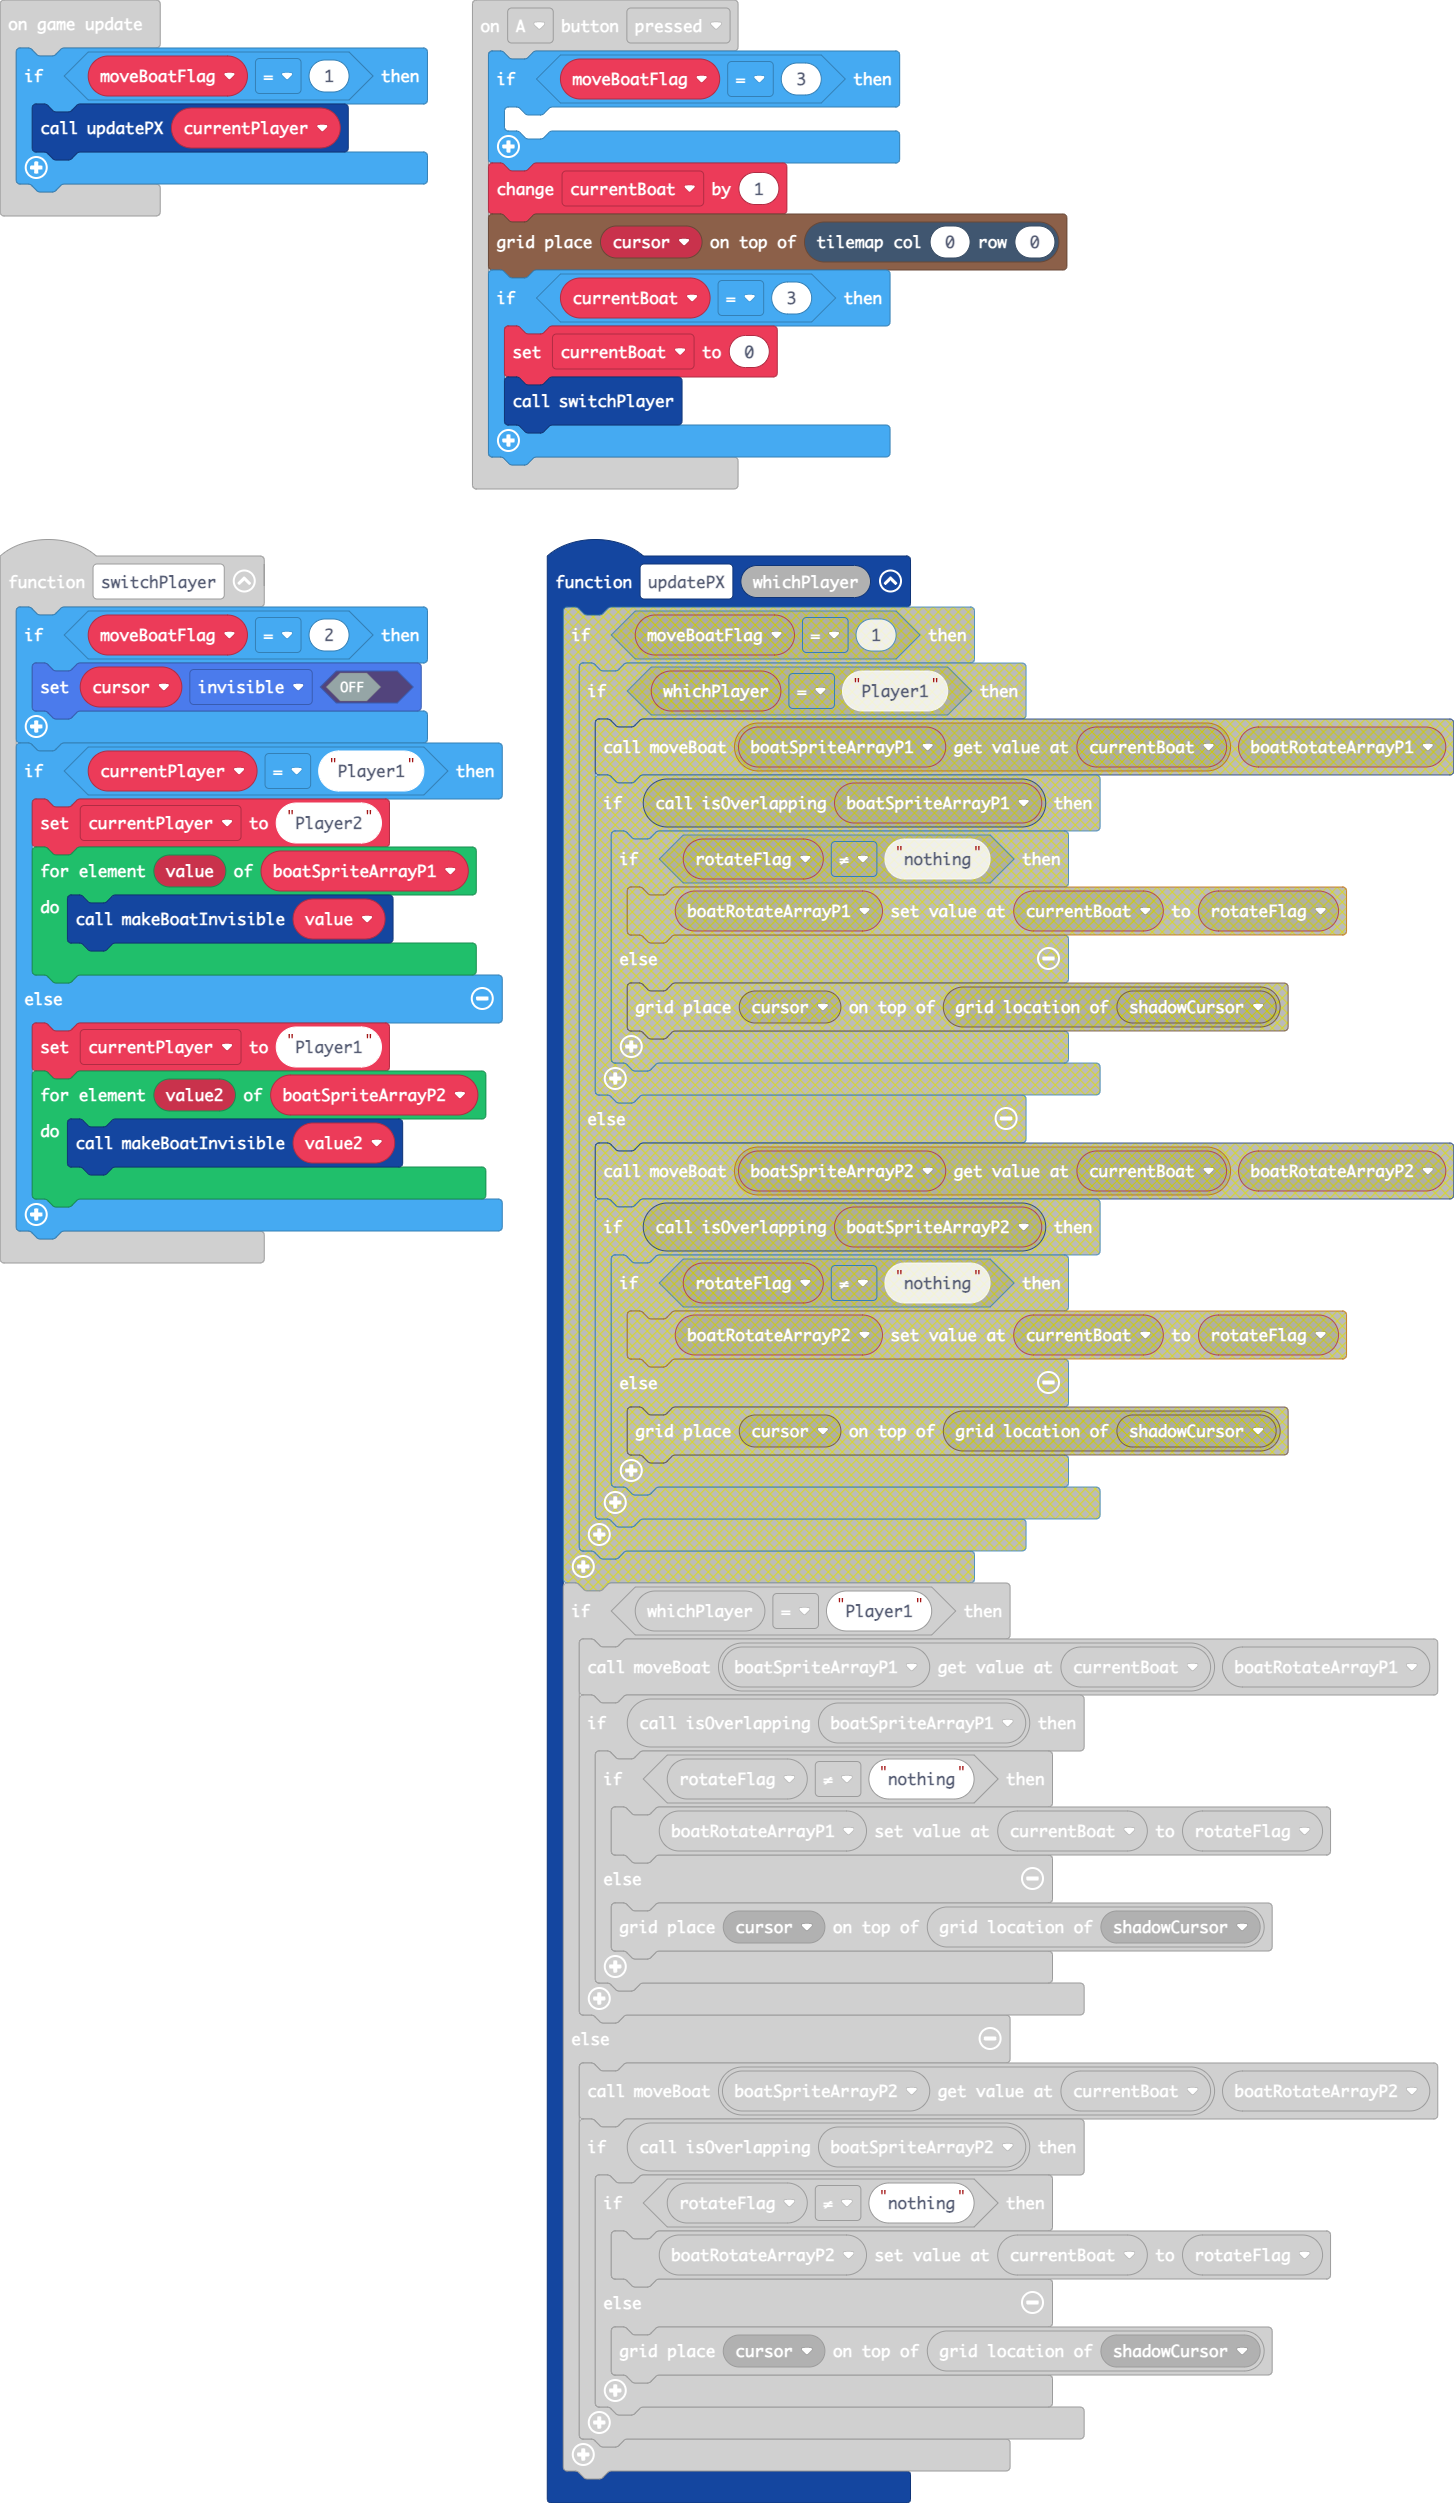 on game update
if moveBoatFlag = 1 then
call updatePX currentPlayer
on A button pressed
if moveBoatFlag = 3 then
change currentBoat by 1
grid place cursor on top of tilemap col 0 row 0
if currentBoat = 3 then
set currentBoat to 0
call switchPlayer
function switchPlayer
if moveBoatFlag = 2 then
set cursor invisible OFF
if currentPlayer = "Player1" then
set currentPlayer to "Player2"
for element value of boatSpriteArrayP1
do call makeBoatInvisible value
else
set currentPlayer to "Player1"
for element value2 of boatSpriteArrayP2
do call makeBoatInvisible value2
function updatePX whichPlayer
if moveBoatFlag = 1 then
if whichPlayer = "Player1" then
call moveBoat boatSpriteArrayP1 get value at currentBoat boatRotateArrayP1
if call isOverlapping boatSpriteArrayP1 then
if rotateFlag ≠ "nothing" then
boatRotateArrayP1 set value at currentBoat to rotateFlag
else
grid place cursor on top of grid location of shadowCursor
else
call moveBoat boatSpriteArrayP2 get value at currentBoat boatRotateArrayP2
if call isOverlapping boatSpriteArrayP2 then
if rotateFlag ≠ "nothing" then
boatRotateArrayP2 set value at currentBoat to rotateFlag
else
grid place cursor on top of grid location of shadowCursor
if whichPlayer = "Player1" then
call moveBoat boatSpriteArrayP1 get value at currentBoat boatRotateArrayP1
if call isOverlapping boatSpriteArrayP1 then
if rotateFlag ≠ "nothing" then
boatRotateArrayP1 set value at currentBoat to rotateFlag
else
grid place cursor on top of grid location of shadowCursor
else
call moveBoat boatSpriteArrayP2 get value at currentBoat boatRotateArrayP2
if call isOverlapping boatSpriteArrayP2 then
if rotateFlag ≠ "nothing" then
boatRotateArrayP2 set value at currentBoat to rotateFlag
else
grid place cursor on top of grid location of shadowCursor